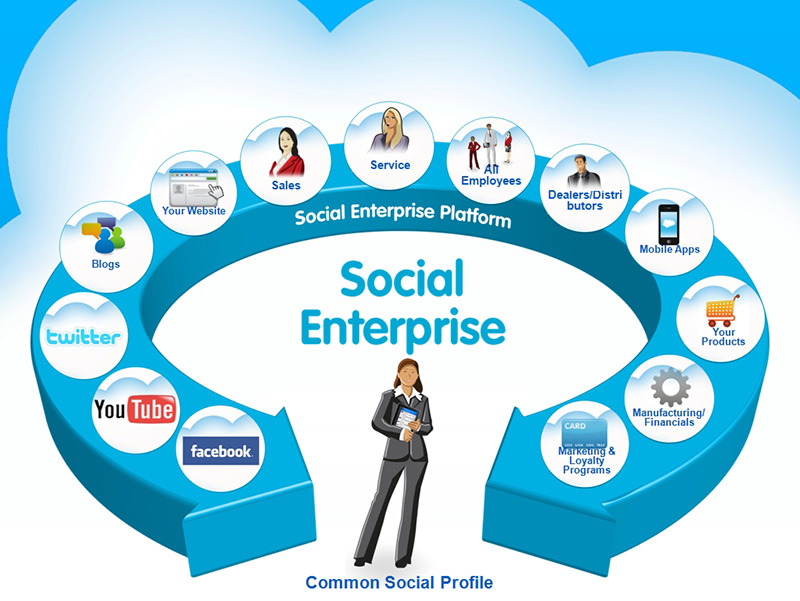 Service
Sales
All
Employees
Your Website
Dealers/Distri
butors
Social Enterprise Platform
Blogs
Mobile Apps
Social
Enterprise
twitter
Your
Products
YouTube
Manufacturing/
Financials
facebook
CARD
Marketing &
Loyalty
Programs
Common Social Profile